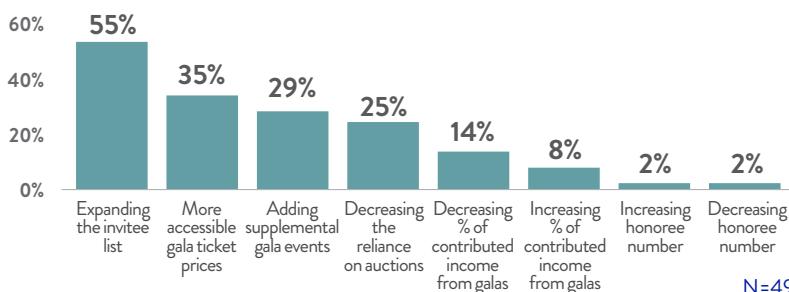 60%
55%
40%
35%
29%
25%
20%
14%
8%
2%
2%
0%
Expanding
the invitee
list
More
accessible
gala ticket
prices
Adding
supplemental
gala events
Decreasing
the
reliance
on auctions
Decreasing
% of
contributed
income
from galas
Increasing
% of
contributed
income
from galas
Increasing
honoree
number
Decreasing
honoree
number
N=49